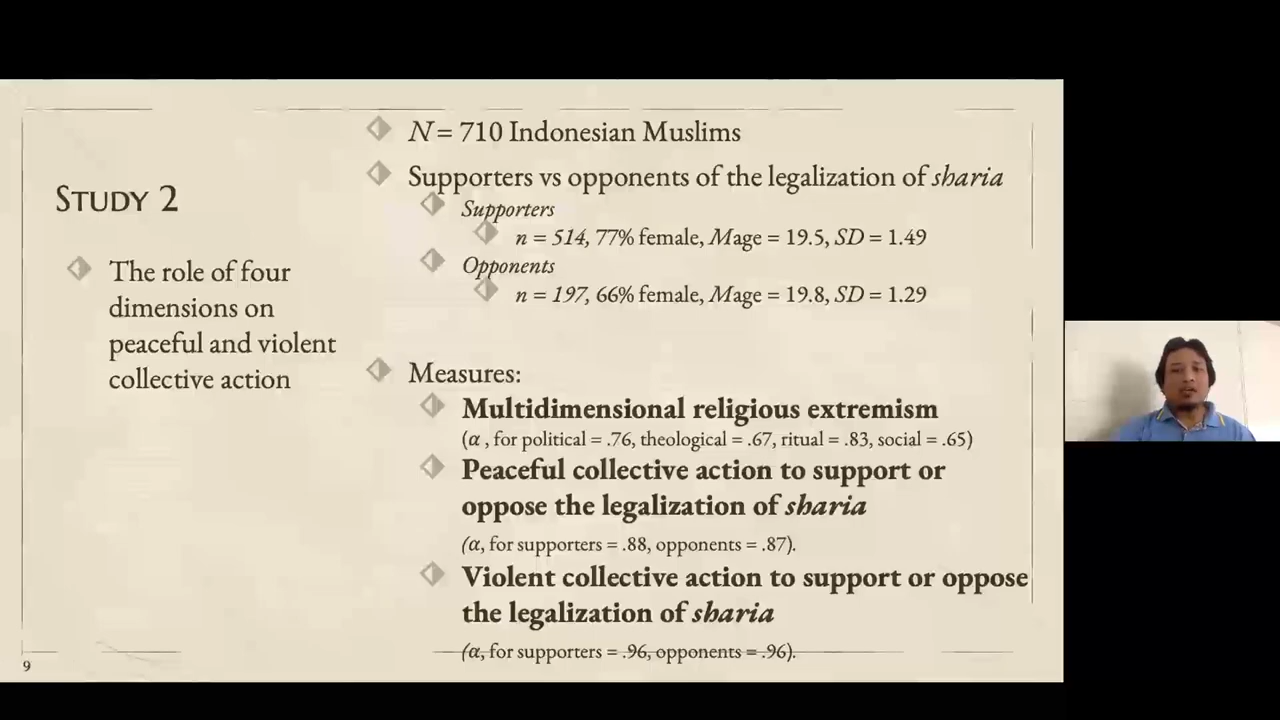 STUDY 2
The role of four
dimensions on
peaceful and violent
collective action
N = 710 Indonesian Muslims
Supporters vs opponents of the legalization of sharia
Supporters
n = 514, 77% female, Mage = 19.5, SD = 1.49
Opponents
n = 197, 66% female, Mage = 19.8, SD = 1.29
Measures:
Multidimensional religious extremism
(α , for political = .76, theological = .67, ritual = .83, social = .65)
Peaceful collective action to support or
oppose the legalization of sharia
(α, for supporters = .88, opponents = .87).
Violent collective action to support or oppose
the legalization of sharia
(α, for supporters = .96, opponents = .96).
9